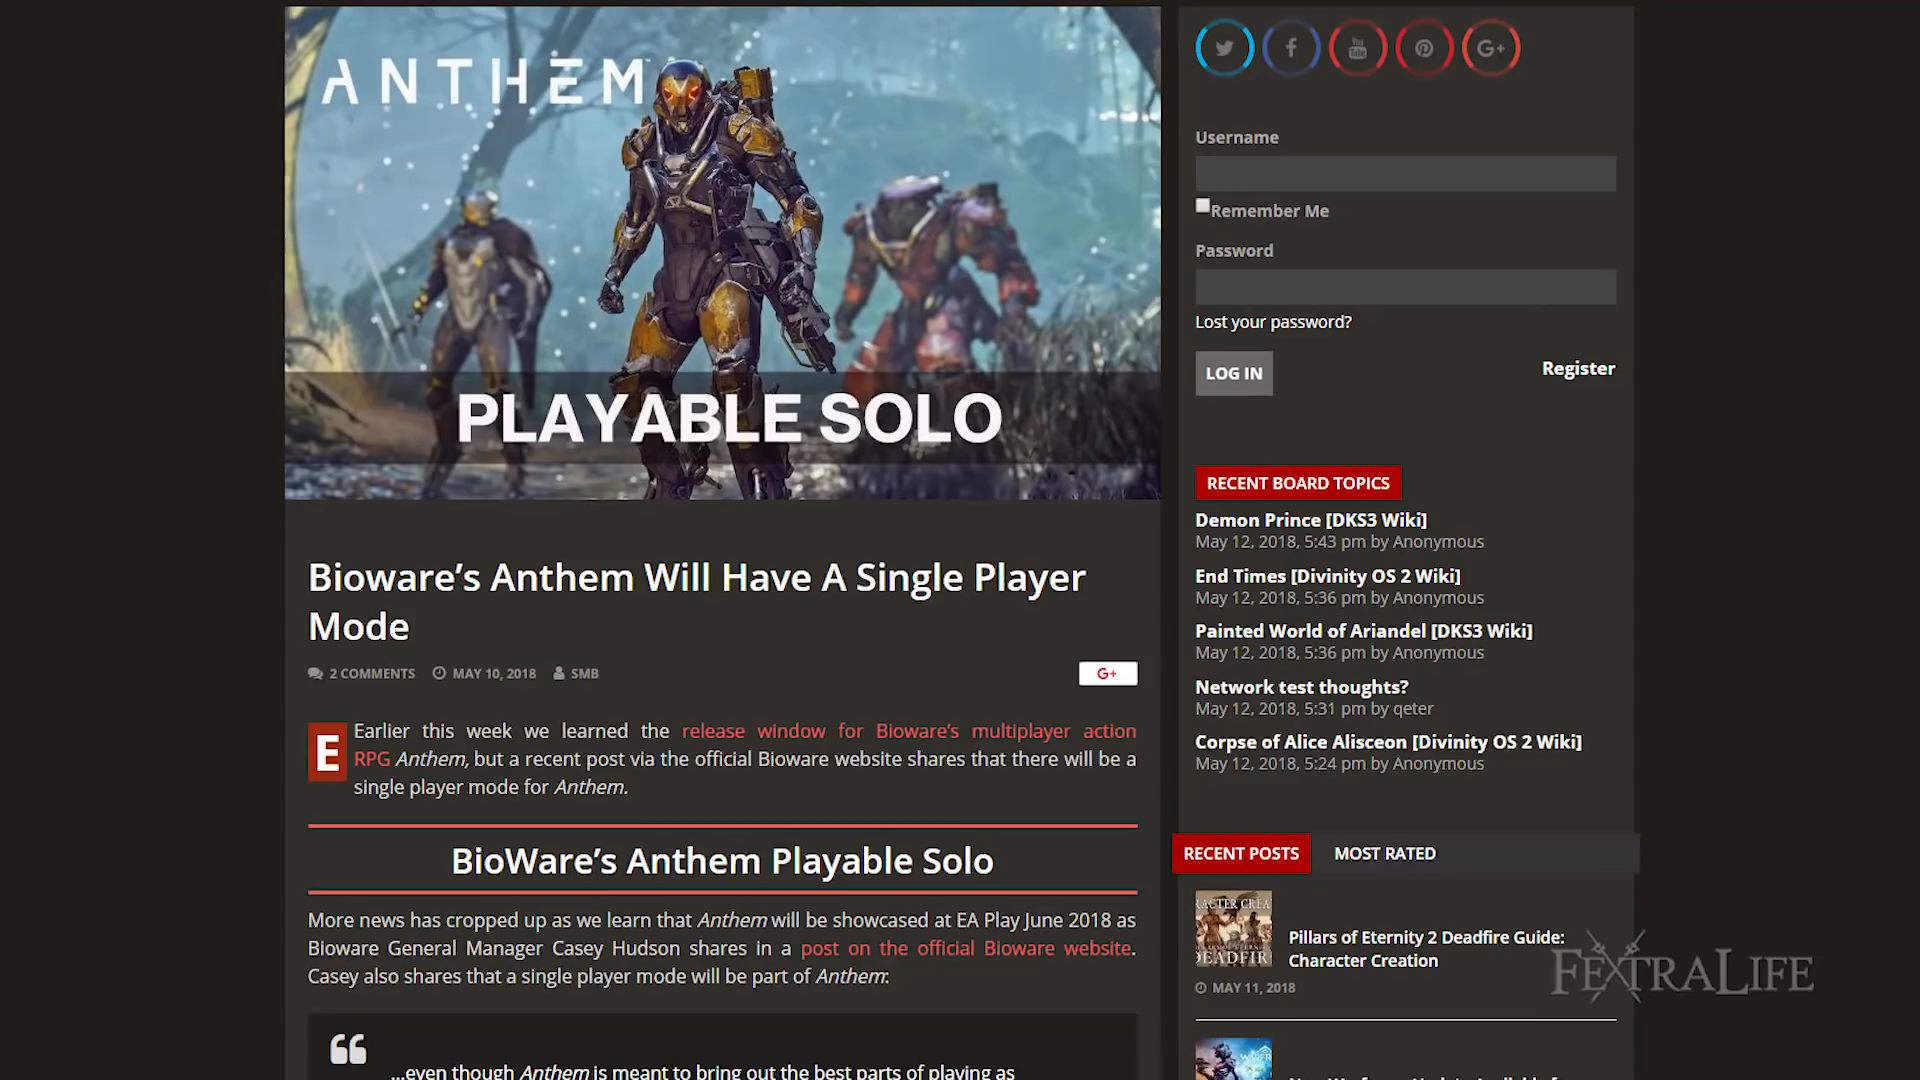 ANTHEM
PLAYABLE SOLO
Bioware’s Anthem Will Have A Single Player
Mode
2 COMMENTS MAY 10, 2018 SMB
G+
Earlier this week we learned the release window for Bioware’s multiplayer action
E
RPG Anthem, but a recent post via the official Bioware website shares that there will be a
single player mode for Anthem.
BioWare’s Anthem Playable Solo
More news has cropped up as we learn that Anthem will be showcased at EA Play June 2018 as
Bioware General Manager Casey Hudson shares in a post on the official Bioware website.
Casey also shares that a single player mode will be part of Anthem:
“
...even though Anthem is meant to bring out the best parts of playing as
You Tube
G+
Username
Remember Me
Password
Lost your password?
LOG IN
Register
RECENT BOARD TOPICS
Demon Prince [DKS3 Wiki]
May 12, 2018, 5:43 pm by Anonymous
End Times [Divinity OS 2 Wiki]
May 12, 2018, 5:36 pm by Anonymous
Painted World of Ariandel [DKS3 Wiki]
May 12, 2018, 5:36 pm by Anonymous
Network test thoughts?
May 12, 2018, 5:31 pm by qeter
Corpse of Alice Alisceon [Divinity OS 2 Wiki]
May 12, 2018, 5:24 pm by Anonymous
RECENT POSTS MOST RATED
Pillars of Eternity 2 Deadfire Guide:
Character Creation
MAY 11, 2018
FEXTRALIFE